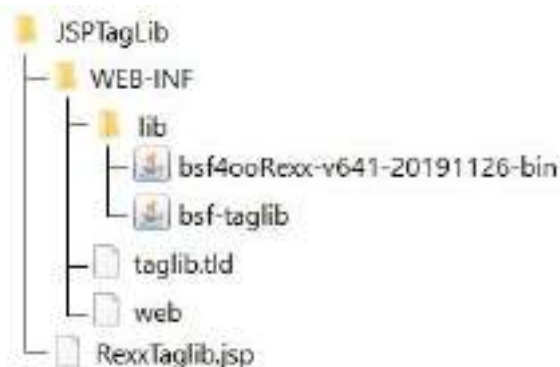 JSPTagLib
WEB-INF
lib
bsf4ooRexx-v641-20191126-bin
bsf-taglib
taglib.tld
web
RexxTaglib.jsp